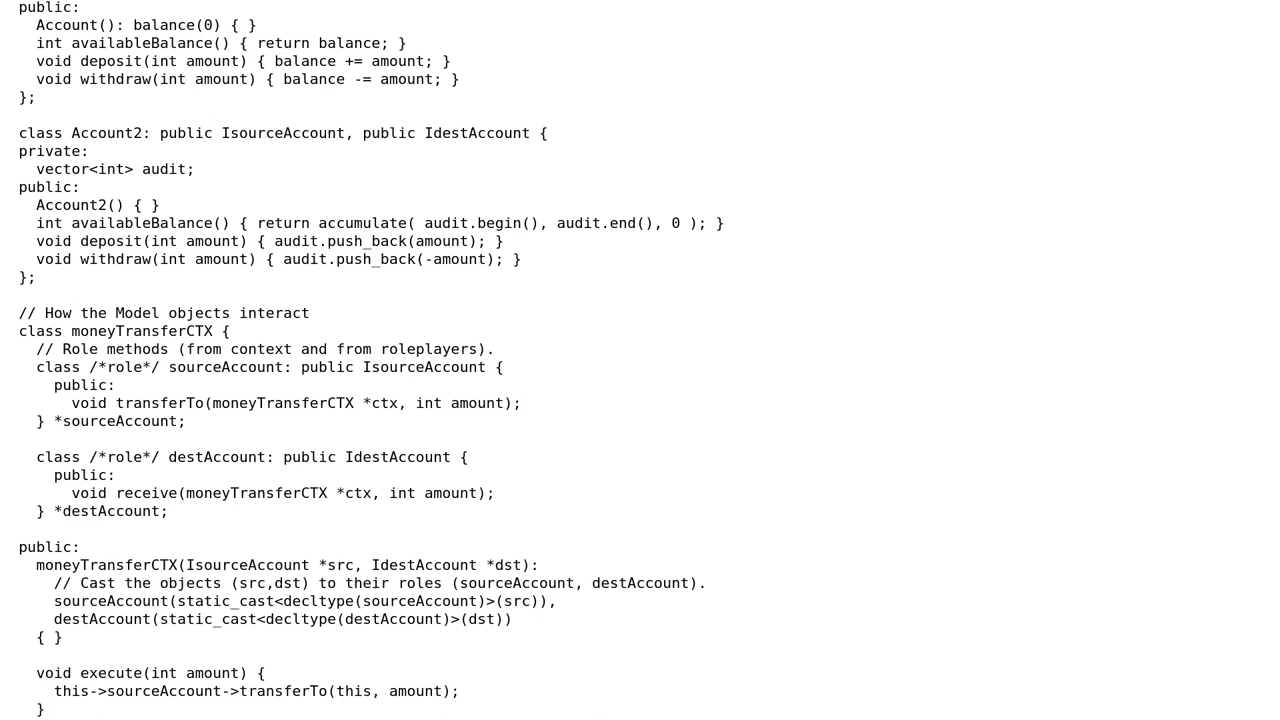 public:
  Account(): balance(0) { }
  int availableBalance() { return balance; }
  void deposit(int amount) { balance += amount; }
  void withdraw(int amount) { balance -= amount; }
};

class Account2: public IsourceAccount, public IdestAccount {
private:
  vector<int> audit;
public:
  Account2() { }
  int availableBalance() { return accumulate( audit.begin(), audit.end(), 0 ); }
  void deposit(int amount) { audit.push_back(amount); }
  void withdraw(int amount) { audit.push_back(-amount); }
};

// How the Model objects interact
class moneyTransferCTX {
  // Role methods (from context and from roleplayers).
  class /*role*/ sourceAccount: public IsourceAccount {
    public:
      void transferTo(moneyTransferCTX *ctx, int amount);
  } *sourceAccount;

  class /*role*/ destAccount: public IdestAccount {
    public:
      void receive(moneyTransferCTX *ctx, int amount);
  } *destAccount;

public:
  moneyTransferCTX(IsourceAccount *src, IdestAccount *dst):
    // Cast the objects (src,dst) to their roles (sourceAccount, destAccount).
    sourceAccount(static_cast<decltype(sourceAccount)>(src)),
    destAccount(static_cast<decltype(destAccount)>(dst))
  { }

  void execute(int amount) {
    this->sourceAccount->transferTo(this, amount);
  }